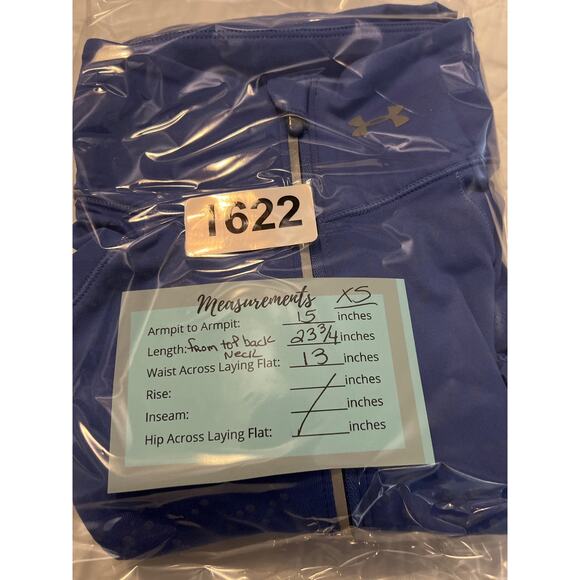 1622
Measurements XS
Armpit to Armpit: 15 inches
Length: from top back Neck 23 3/4 inches
Waist Across Laying Flat: 13 inches
Rise: inches
Inseam: inches
Hip Across Laying Flat: inches